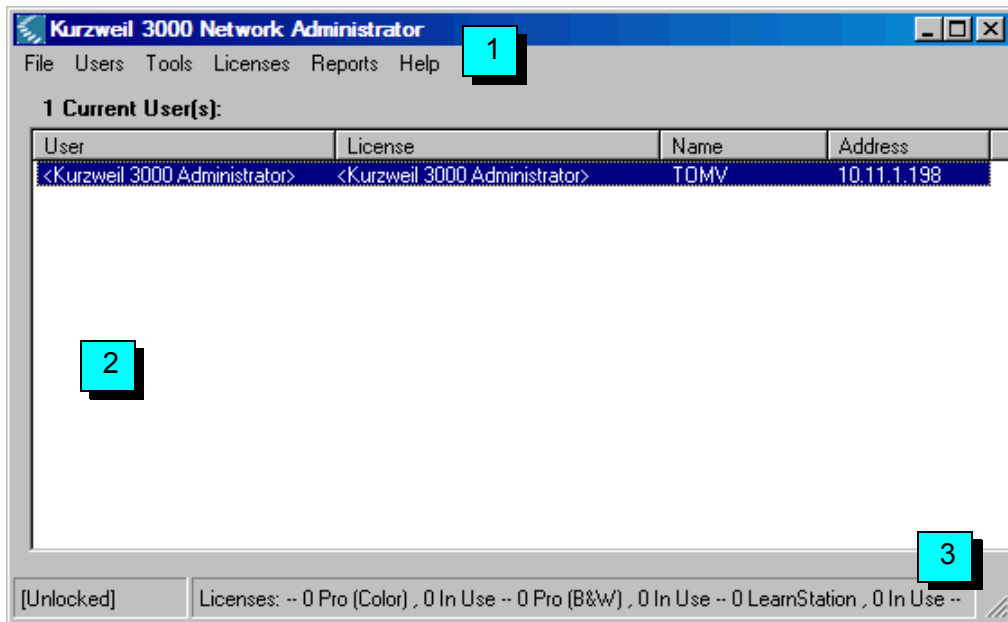 Kurzweil 3000 Network Administrator
1
File Users Tools Licenses Reports Help
1 Current User(s):
User License Name Address
<Kurzweil 3000 Administrator> <Kurzweil 3000 Administrator> TOMV 10.11.1.198
2
3
[Unlocked] Licenses: -- 0 Pro (Color) , 0 In Use -- 0 Pro (B&W) , 0 In Use -- 0 LearnStation , 0 In Use --